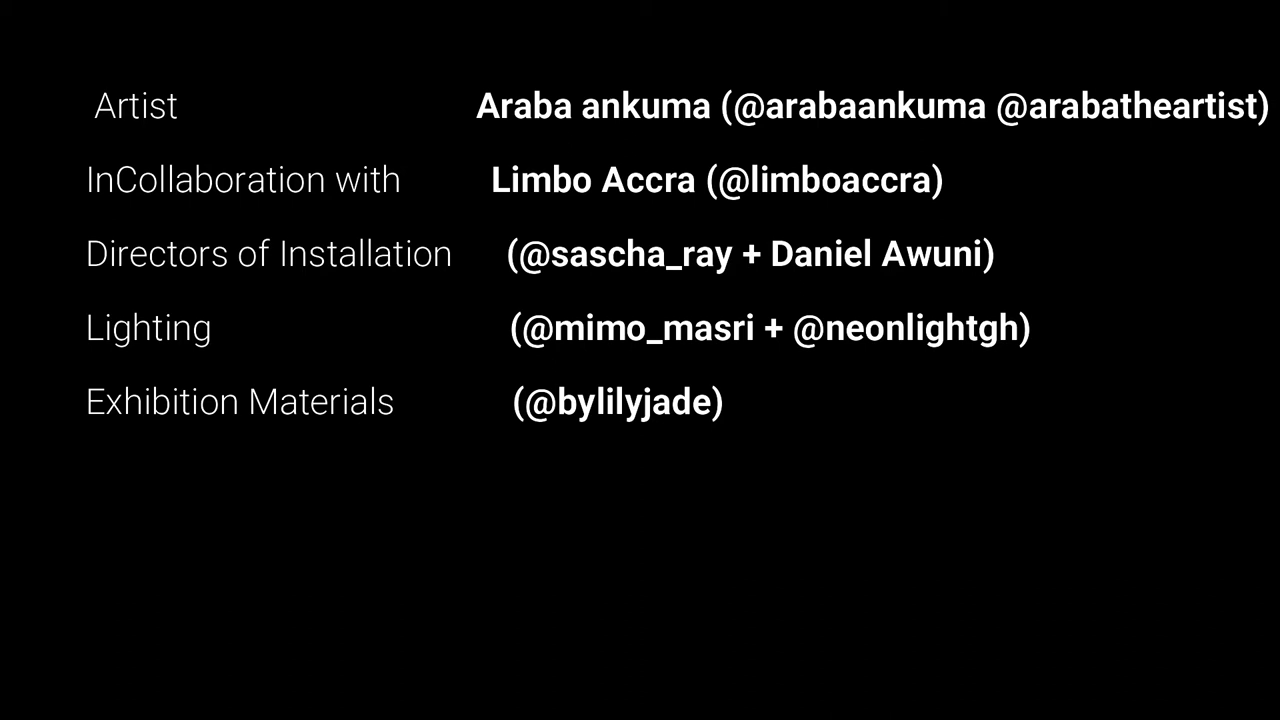 Artist Araba ankuma (@arabaankuma @arabatheartist)
InCollaboration with Limbo Accra (@limboaccra)
Directors of Installation (@sascha_ray + Daniel Awuni)
Lighting (@mimo_masri + @neonlightgh)
Exhibition Materials (@bylilyjade)